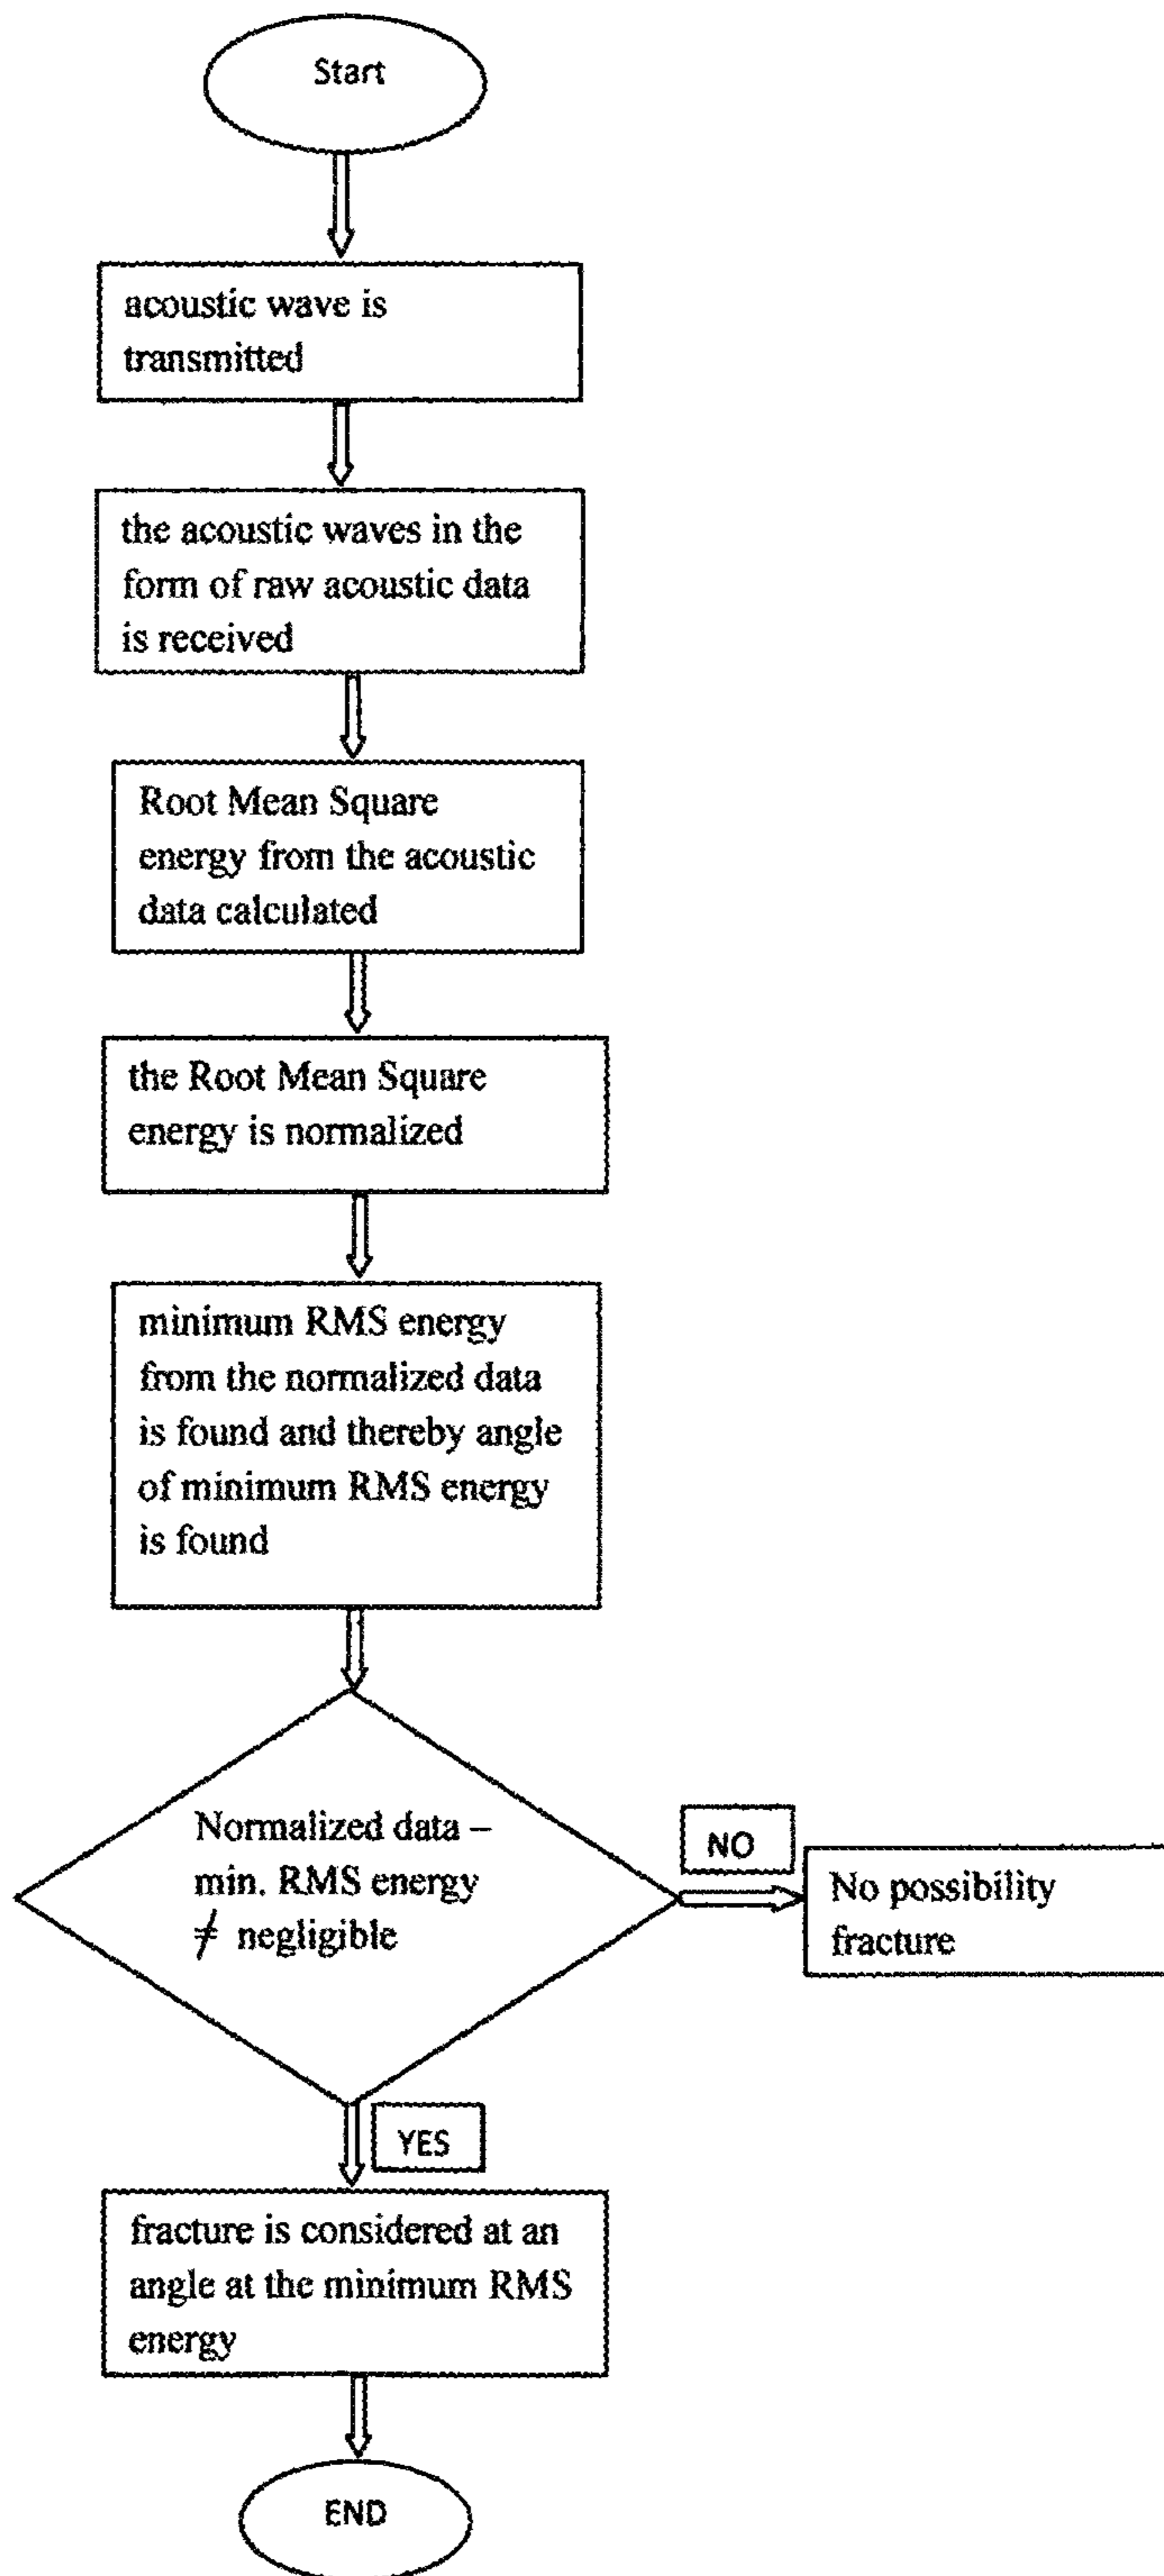 Start
acoustic wave is
transmitted
the acoustic waves in the
form of raw acoustic data
is received
Root Mean Square
energy from the acoustic
data calculated
the Root Mean Square
energy is normalized
minimum RMS energy
from the normalized data
is found and thereby angle
of minimum RMS energy
is found
Normalized data –
min. RMS energy
≠ negligible
NO
No possibility
fracture
YES
fracture is considered at an
angle at the minimum RMS
energy
END